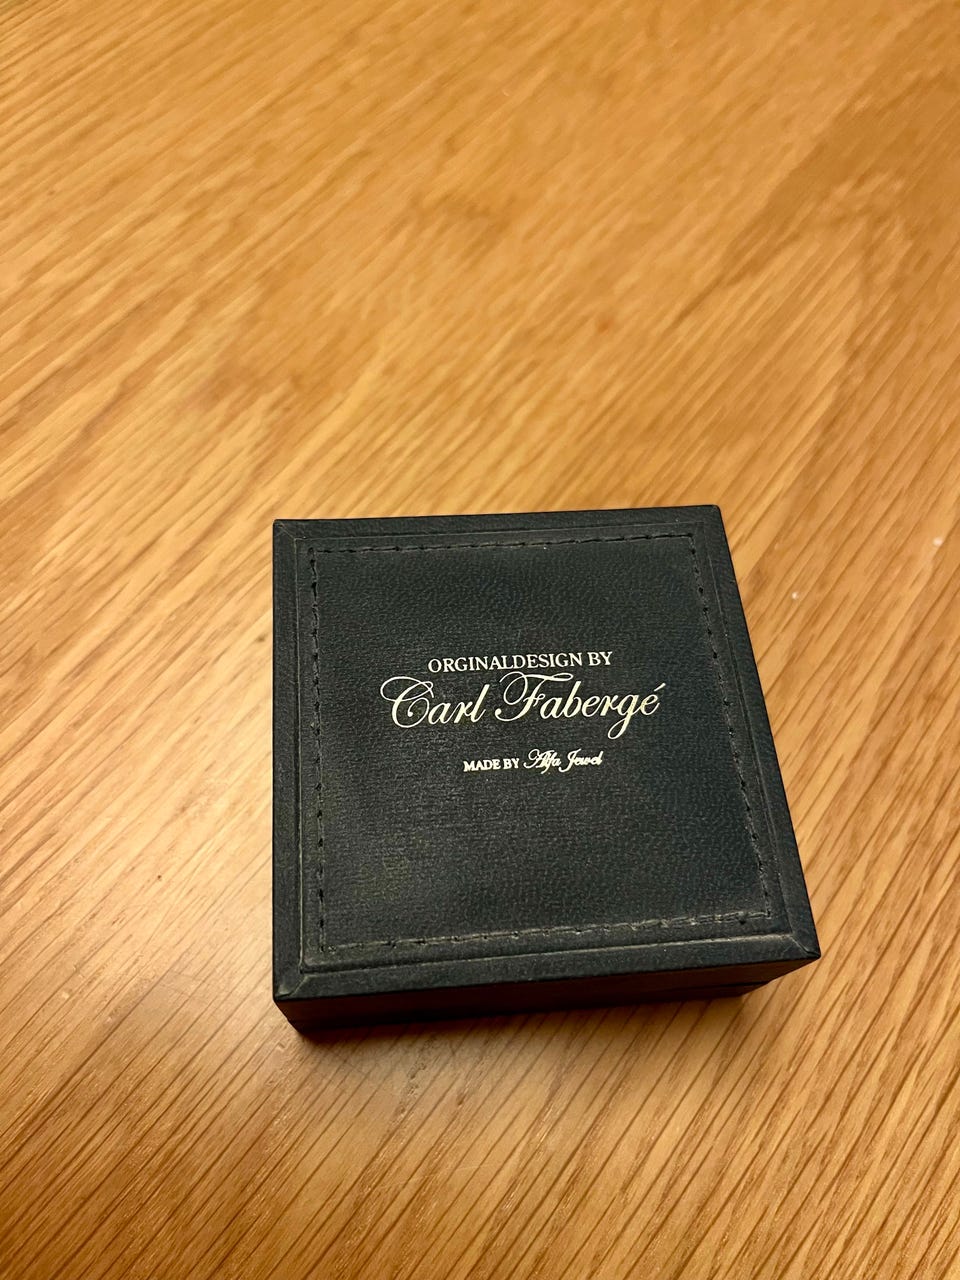 ORGINALDESIGN BY
Carl Fabergé
MADE BY Alfa Jewel